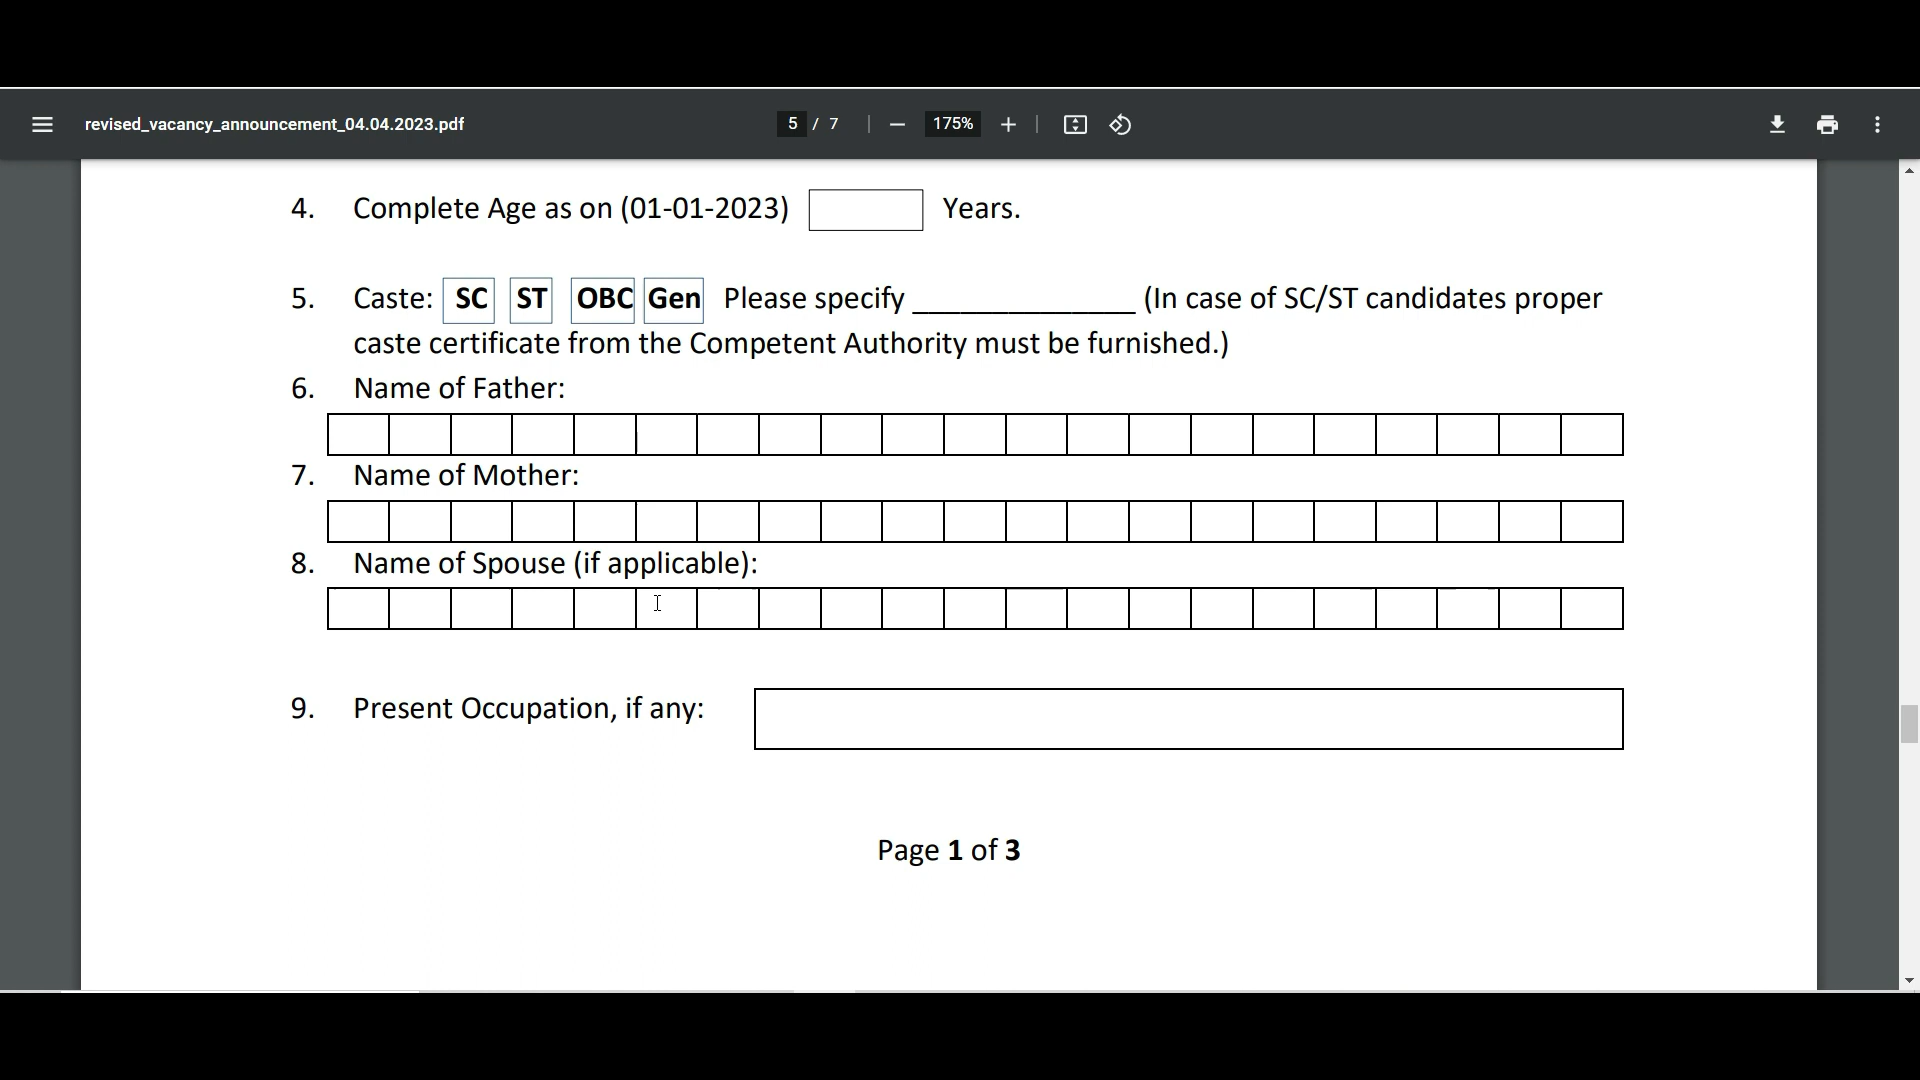 revised_vacancy_announcement_04.04.2023.pdf 5 / 7 175%
4. Complete Age as on (01-01-2023) Years.
5. Caste: SC ST OBC Gen Please specify ______________ (In case of SC/ST candidates proper
caste certificate from the Competent Authority must be furnished.)
6. Name of Father:
7. Name of Mother:
8. Name of Spouse (if applicable):
9. Present Occupation, if any:
Page 1 of 3